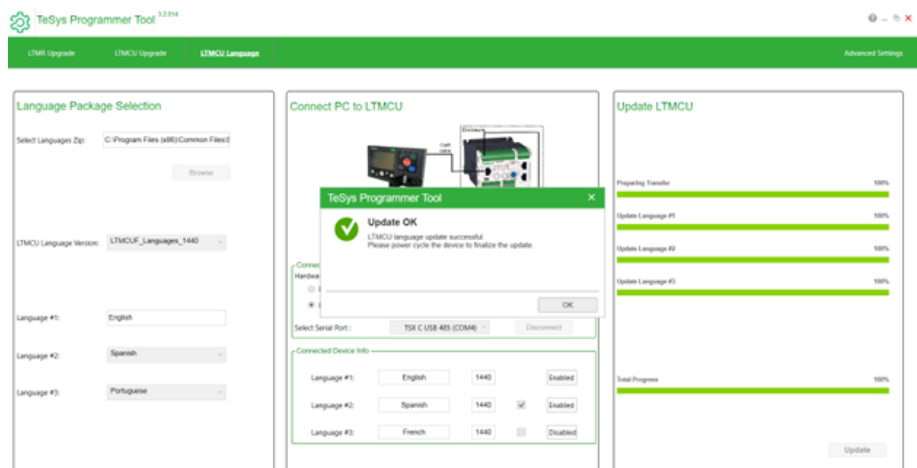 TeSys Programmer Tool 3.2.014
LTMR Upgrade
LTMCU Upgrade
LTMCU Language
Advanced Settings
Language Package Selection
Select Languages Zip:
C:\Program Files (x86)\Common Files\S
Browse
LTMCU Language Version:
LTMCUF_Languages_1440
Language #1:
English
Language #2:
Spanish
Language #3:
Portuguese
Connect PC to LTMCU
Enclosure
TeSys Programmer Tool
Update OK
LTMCU language update successful.
Please power cycle the device to finalize the update.
OK
Connec
Hardwa
Select Serial Port :
TSX C USB 485 (COM4)
Disconnect
Connected Device Info
Language #1:
English
1440
Enabled
Language #2:
Spanish
1440
Enabled
Language #3:
French
1440
Disabled
Update LTMCU
Preparing Transfer
100%
Update Language #1
100%
Update Language #2
100%
Update Language #3
100%
Total Progress
100%
Update